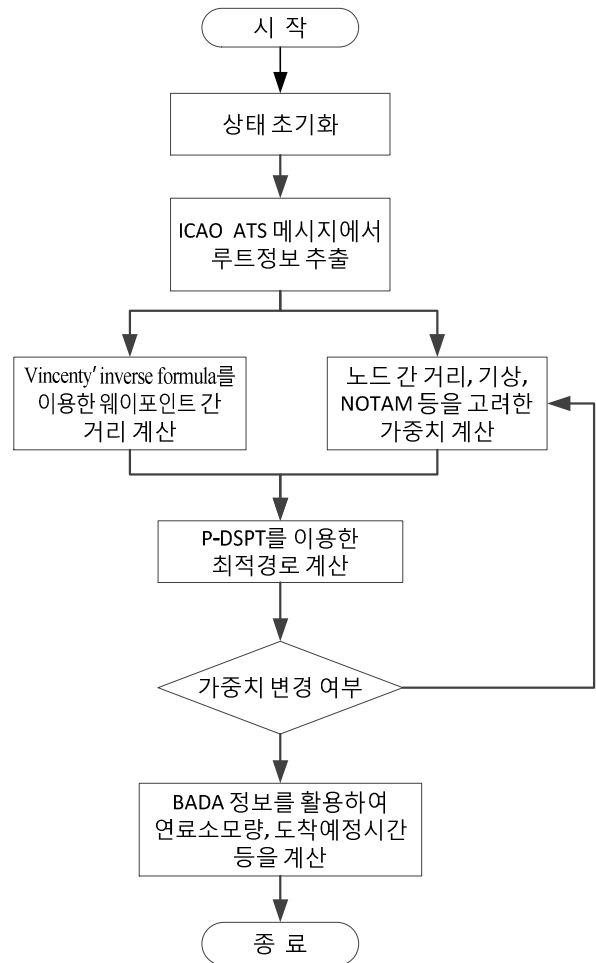 시 작
상태 초기화
ICAO ATS 메시지에서
루트정보 추출
Vincenty' inverse formula를
이용한 웨이포인트 간
거리 계산
노드 간 거리, 기상,
NOTAM 등을 고려한
가중치 계산
P-DSPT를 이용한
최적경로 계산
가중치 변경 여부
BADA 정보를 활용하여
연료소모량, 도착예정시간
등을 계산
종 료